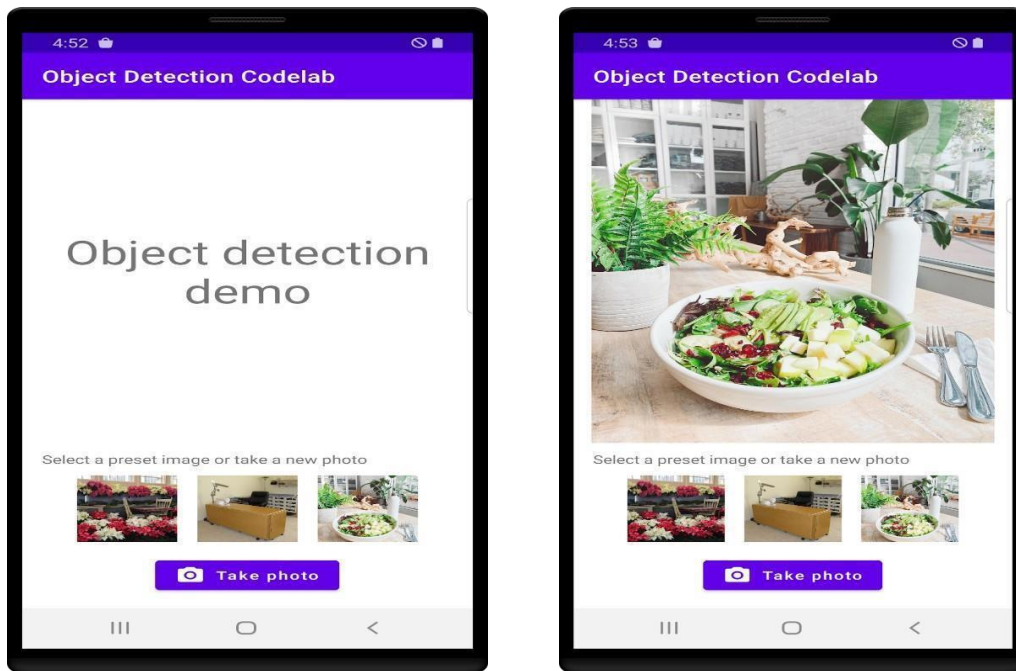 4:52
Object Detection Codelab
Object detection
demo
Select a preset image or take a new photo
Take photo
4:53
Object Detection Codelab
Select a preset image or take a new photo
Take photo